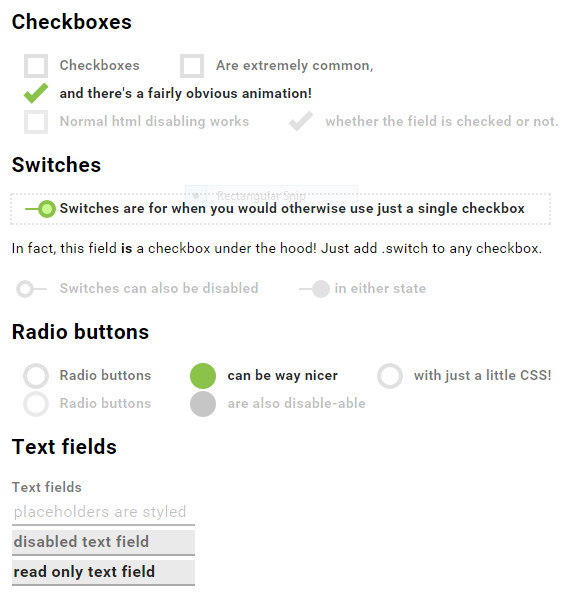 Checkboxes
Checkboxes Are extremely common,
and there's a fairly obvious animation!
Normal html disabling works whether the field is checked or not.
Switches
Rectangular Snip
Switches are for when you would otherwise use just a single checkbox
In fact, this field is a checkbox under the hood! Just add .switch to any checkbox.
Switches can also be disabled in either state
Radio buttons
Radio buttons can be way nicer with just a little CSS!
Radio buttons are also disable-able
Text fields
Text fields
placeholders are styled
disabled text field
read only text field